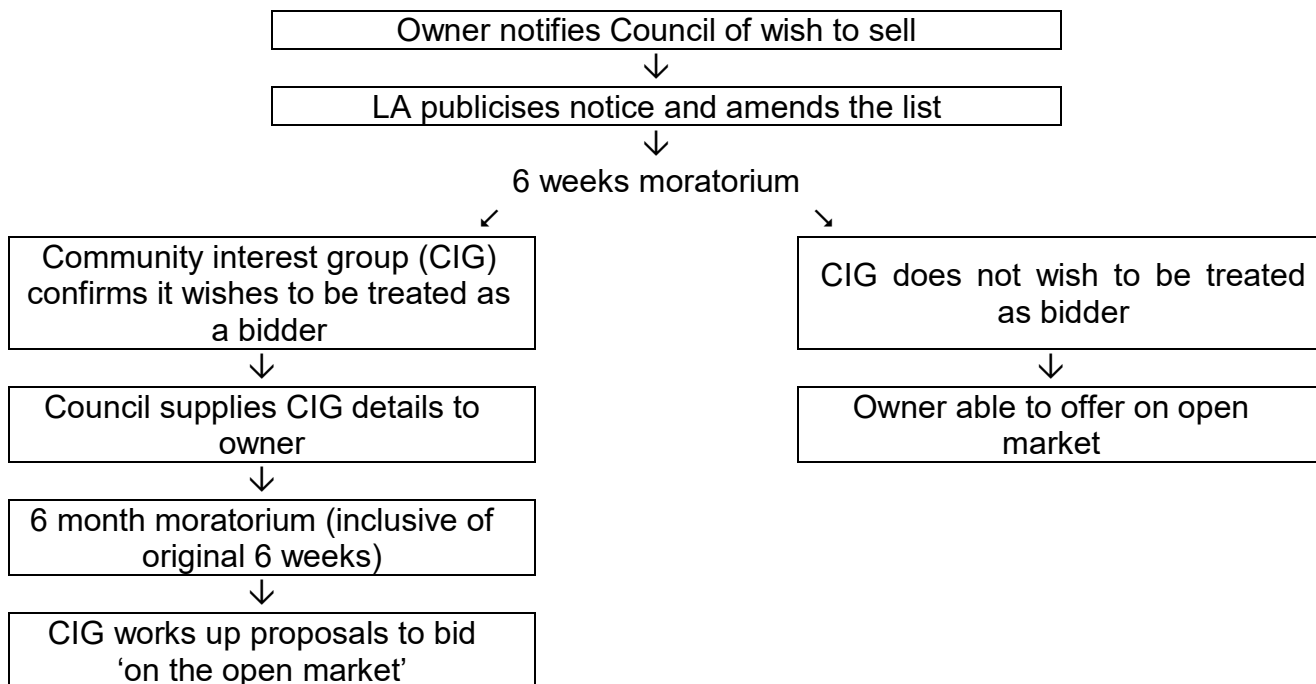 Owner notifies Council of wish to sell
↓
LA publicises notice and amends the list
↓
6 weeks moratorium
↙ ↘
Community interest group (CIG)
confirms it wishes to be treated as
a bidder
↓
Council supplies CIG details to
owner
↓
6 month moratorium (inclusive of
original 6 weeks)
↓
CIG works up proposals to bid
‘on the open market’
CIG does not wish to be treated
as bidder
↓
Owner able to offer on open
market